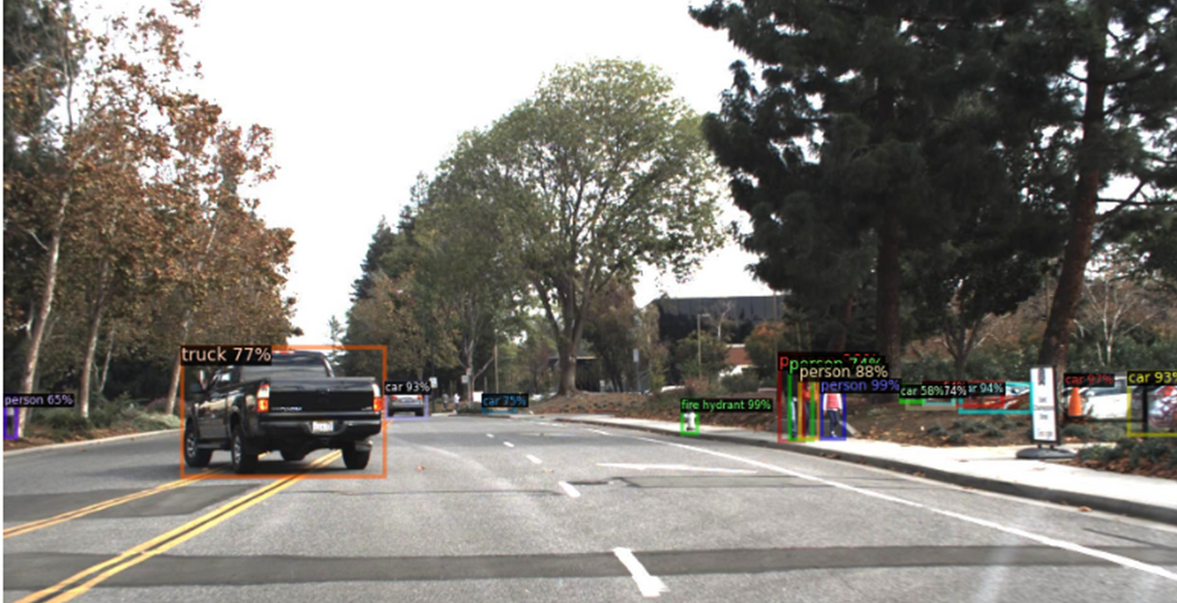 truck 77%
person 74%
person 88%
car 93%
person 99%
car 93%
person 65%
car 75%
car 58%
74%
car 94%
fire hydrant 99%